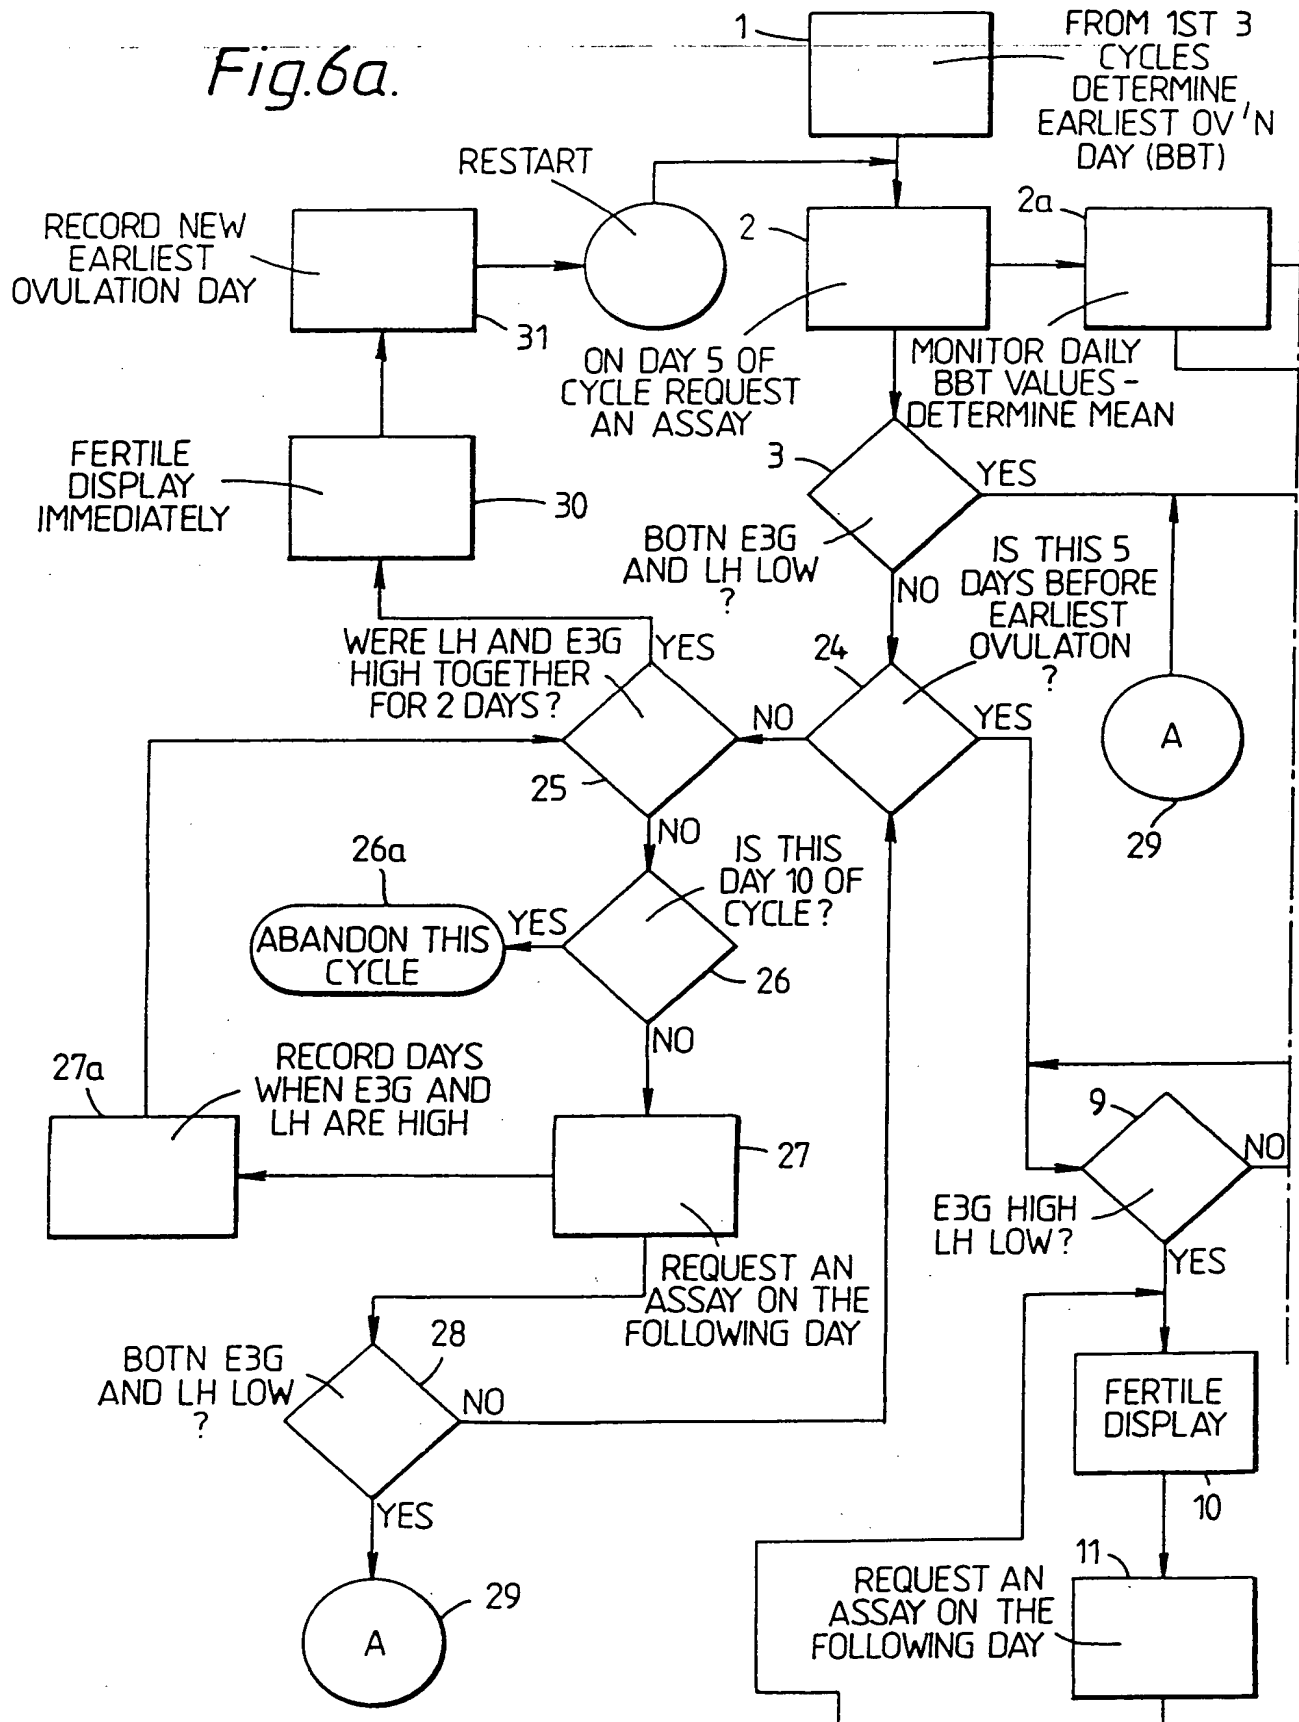 Fig.6a.
1
FROM 1ST 3
CYCLES
DETERMINE
EARLIEST OV'N
DAY (BBT)
RESTART
RECORD NEW
EARLIEST
OVULATION DAY
31
2
2a
ON DAY 5 OF
CYCLE REQUEST
AN ASSAY
MONITOR DAILY
BBT VALUES -
DETERMINE MEAN
FERTILE
DISPLAY
IMMEDIATELY
30
3
YES
BOTN E3G
AND LH LOW
?
NO
IS THIS 5
DAYS BEFORE
EARLIEST
OVULATON
?
WERE LH AND E3G
HIGH TOGETHER
FOR 2 DAYS?
YES
24
NO
YES
A
25
29
NO
26a
IS THIS
DAY 10 OF
CYCLE?
YES
ABANDON THIS
CYCLE
26
NO
27a
RECORD DAYS
WHEN E3G AND
LH ARE HIGH
9
27
NO
E3G HIGH
LH LOW?
YES
REQUEST AN
ASSAY ON THE
FOLLOWING DAY
28
BOTN E3G
AND LH LOW
?
NO
FERTILE
DISPLAY
10
YES
11
REQUEST AN
ASSAY ON THE
FOLLOWING DAY
29
A